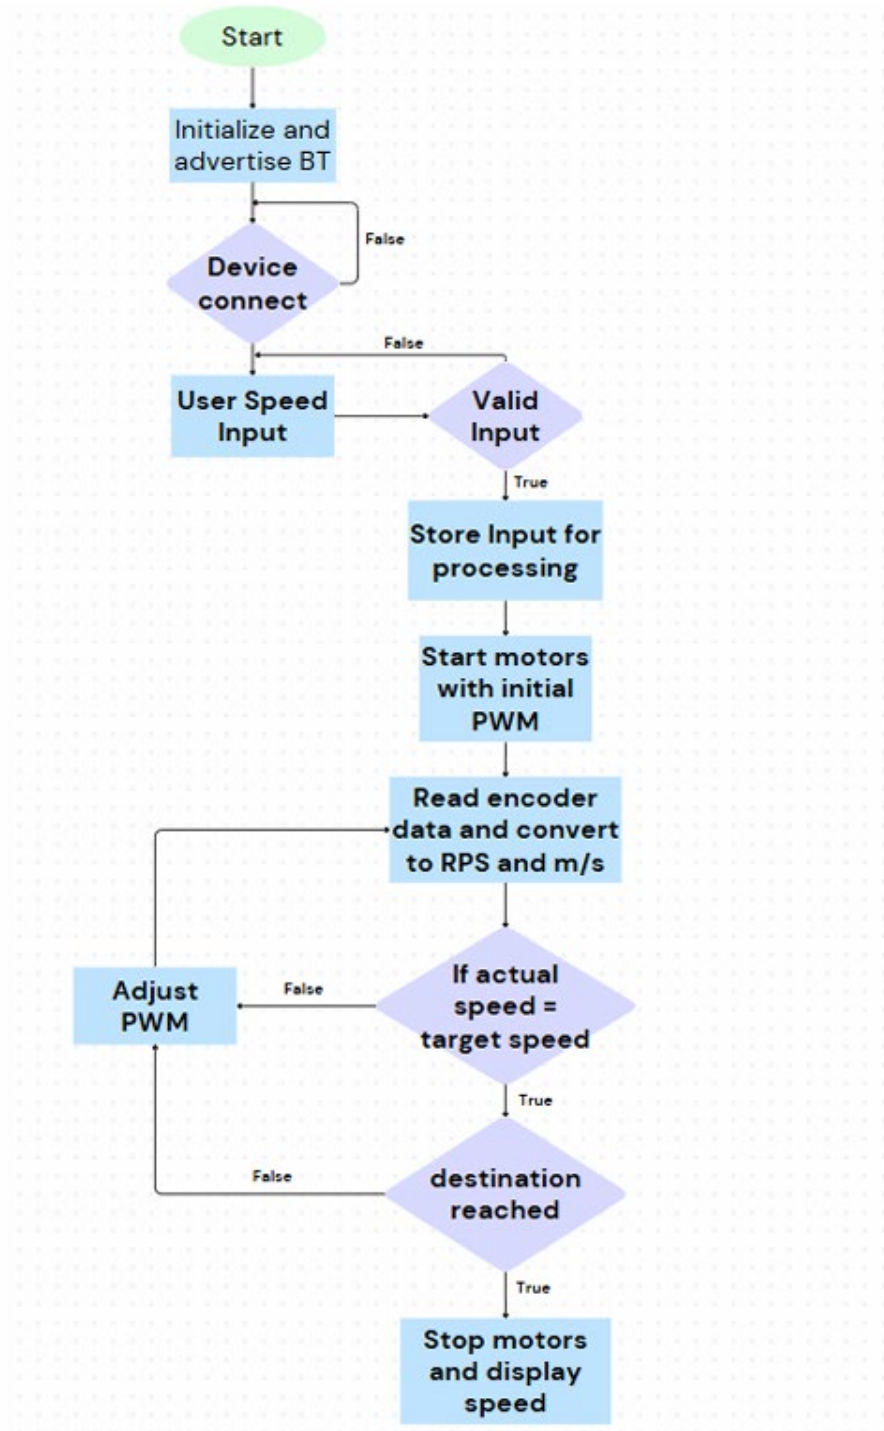 Start
Initialize and
advertise BT
False
Device
connect
False
User Speed
Input
Valid
Input
True
Store Input for
processing
Start motors
with initial
PWM
Read encoder
data and convert
to RPS and m/s
If actual
speed =
target speed
False
Adjust
PWM
True
destination
reached
False
True
Stop motors
and display
speed